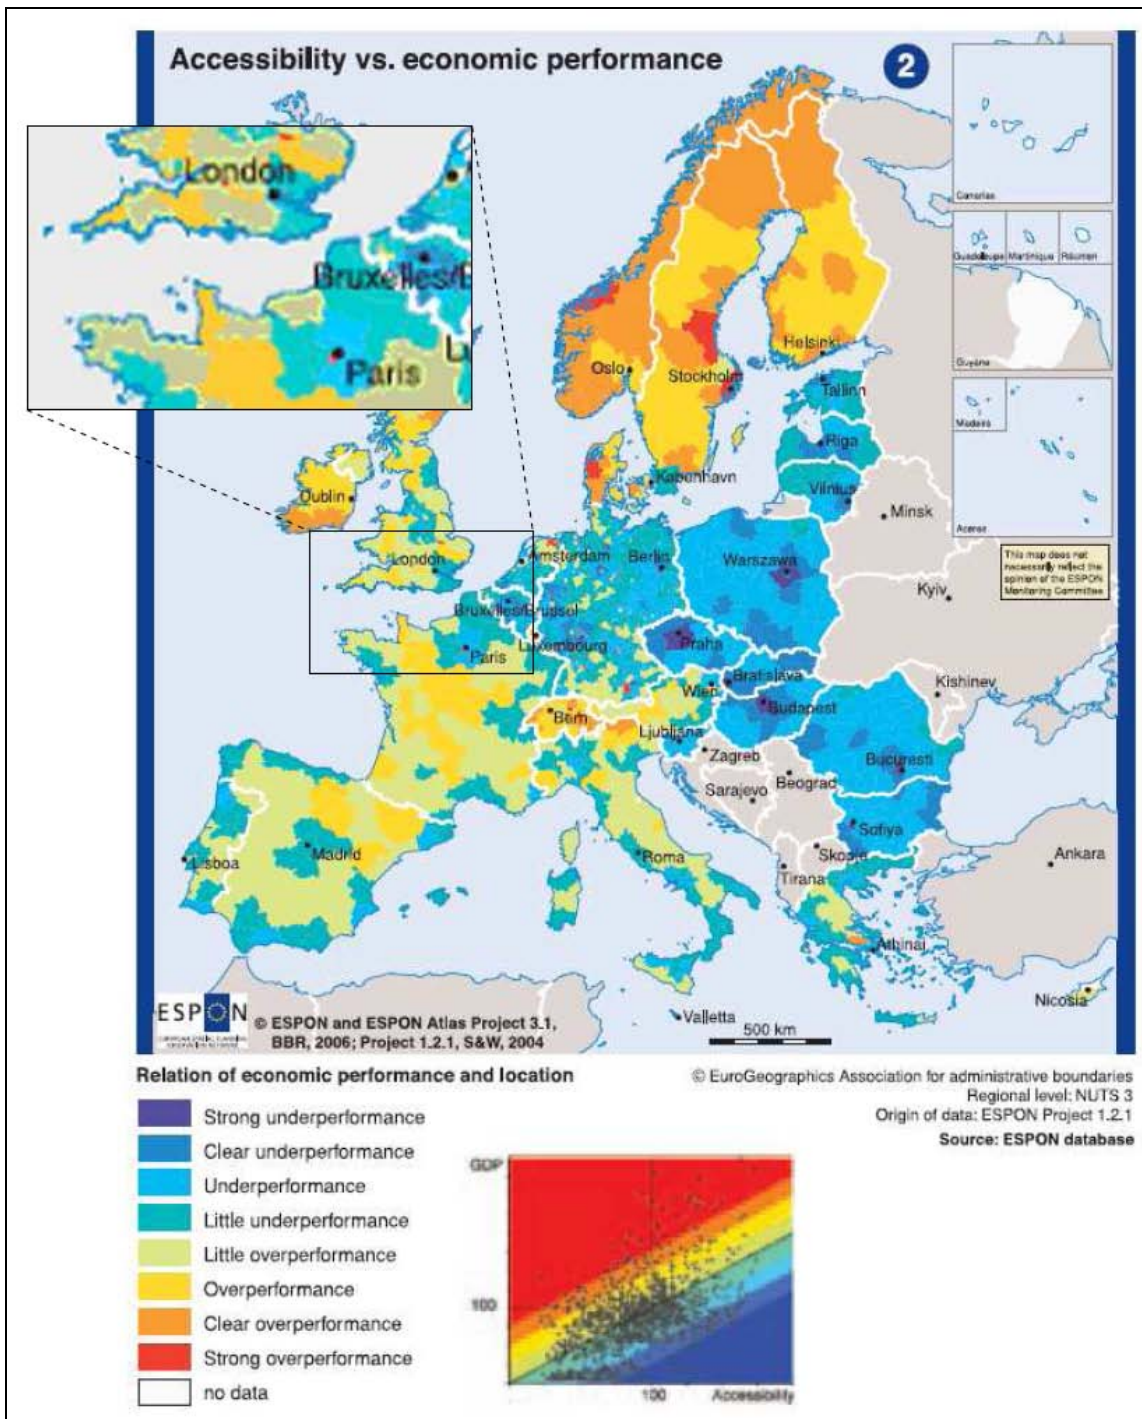 Accessibility vs. economic performance
2
Canarias
London
Guadeloupe
Martinique
Réunion
Bruxelles/B
Paris
Guyane
Helsinki
Oslo
Stockholm
Tallinn
Madeira
Riga
Dublin
København
Vilnius
Minsk
Acores
London
Amsterdam
Berlin
Warszawa
This map does not
necessarily reflect the
opinion of the ESPON
Monitoring Committee
Kyiv
Bruxelles/Brussel
Luxembourg
Praha
Paris
Bratislava
Wien
Kishinev
Bern
Budapest
Ljubljana
Zagreb
Bucuresti
Beograd
Sarajevo
Sofiya
Madrid
Lisboa
Roma
Skopje
Ankara
Tirana
Athinai
Nicosia
Valletta
500 km
ESPON
© ESPON and ESPON Atlas Project 3.1,
BBR, 2006; Project 1.2.1, S&W, 2004
Relation of economic performance and location
© EuroGeographics Association for administrative boundaries
Regional level: NUTS 3
Origin of data: ESPON Project 1.2.1
Source: ESPON database
Strong underperformance
Clear underperformance
Underperformance
Little underperformance
Little overperformance
Overperformance
Clear overperformance
Strong overperformance
no data
GDP
100
100
Accessibility